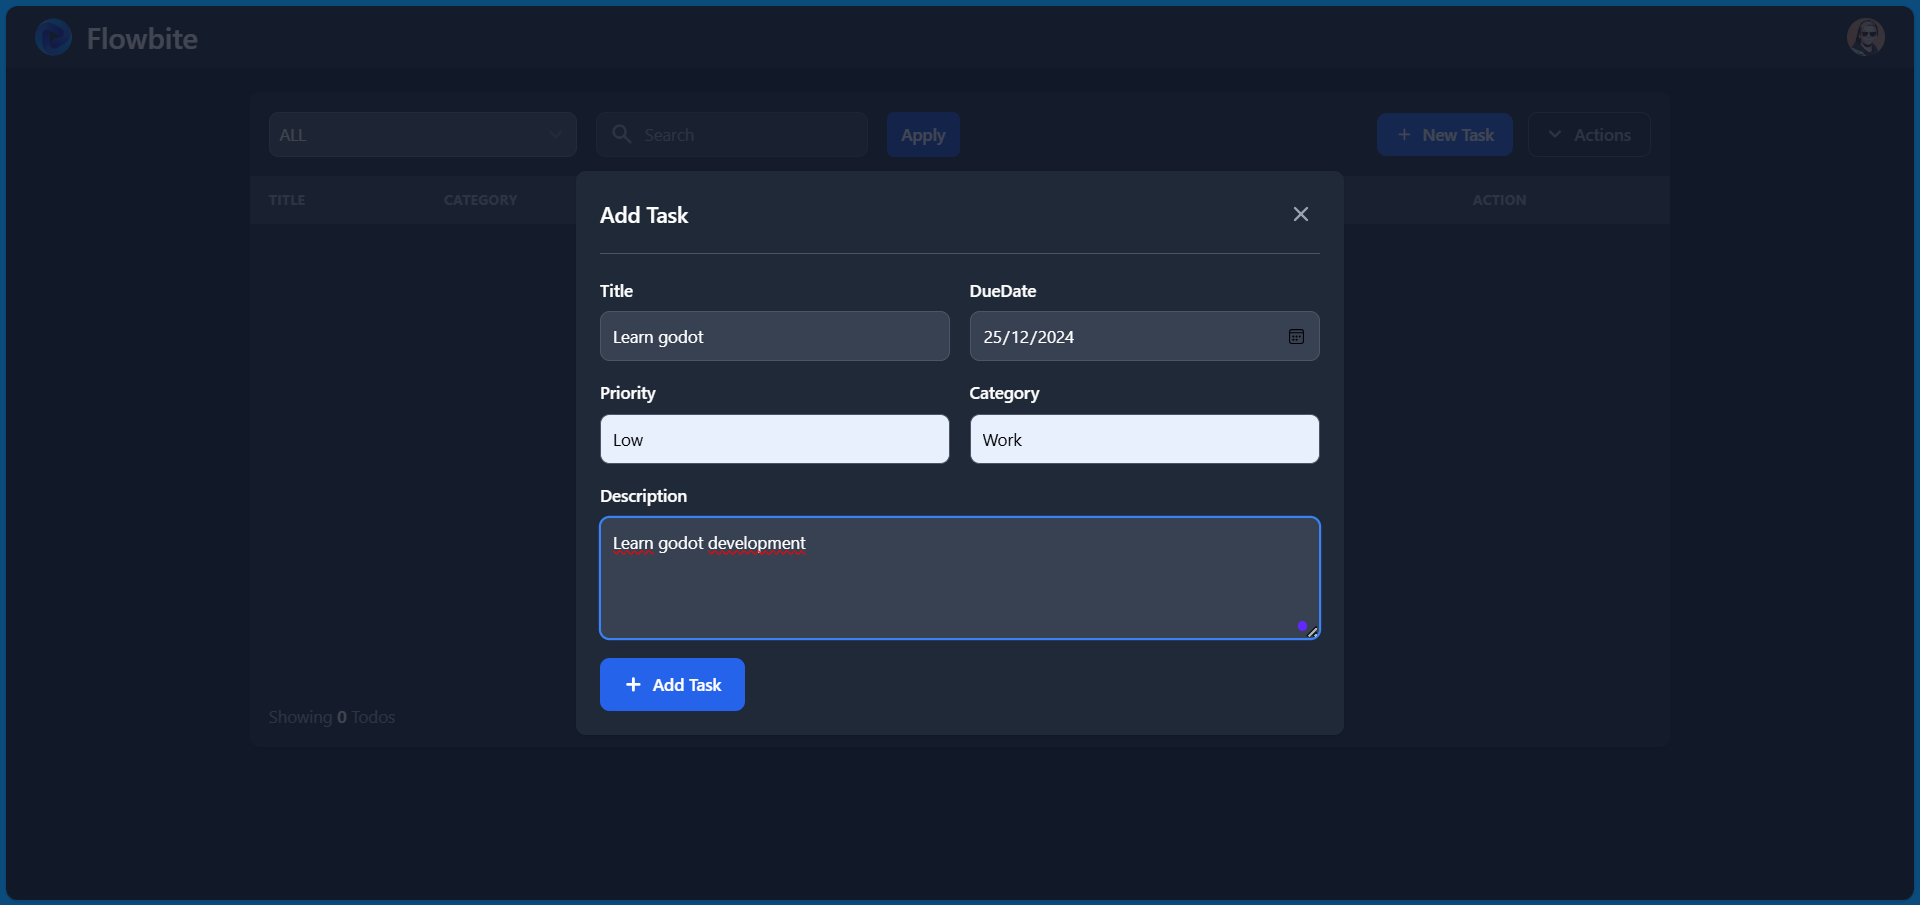 Flowbite
ALL
Search
Apply
New Task
Actions
TITLE
CATEGORY
ACTION
Add Task
Title
DueDate
Learn godot
25/12/2024
Priority
Category
Low
Work
Description
Learn godot development
Add Task
Showing 0 Todos